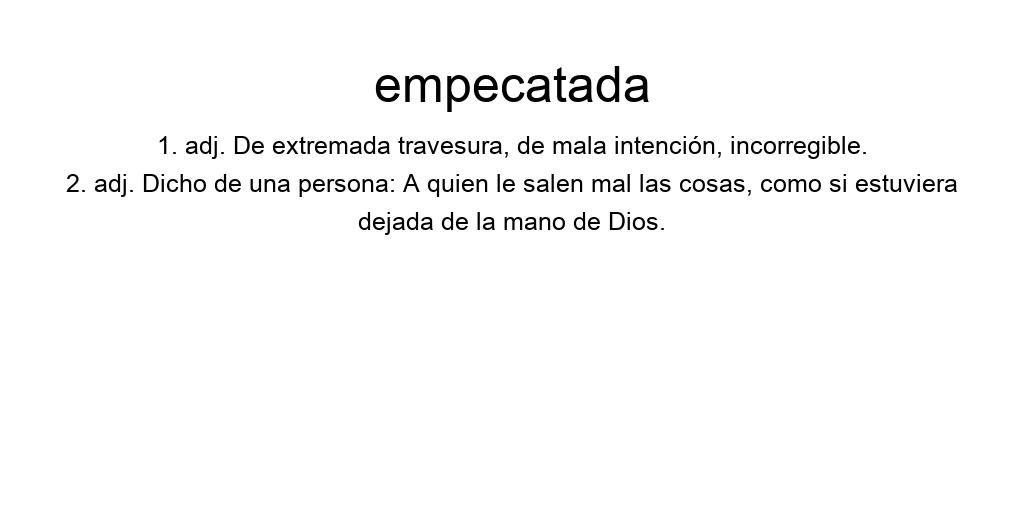 empecatada
1. adj. De extremada travesura, de mala intención, incorregible.
2. adj. Dicho de una persona: A quien le salen mal las cosas, como si estuviera
dejada de la mano de Dios.